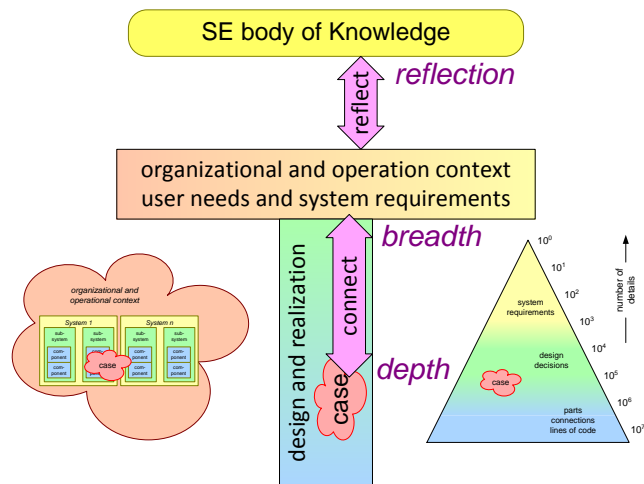 SE body of Knowledge
reflect
reflection
organizational and operation context
user needs and system requirements
breadth
design and realization
connect
depth
case
organizational and
operational context
System 1
System n
sub-
system
sub-
system
sub-
system
sub-
system
com-
ponent
com-
ponent
com-
ponent
com-
ponent
com-
ponent
com-
ponent
com-
ponent
case
10⁰
10¹
10²
10³
10⁴
10⁵
10⁶
10⁷
number of
details
system
requirements
design
decisions
case
parts
connections
lines of code